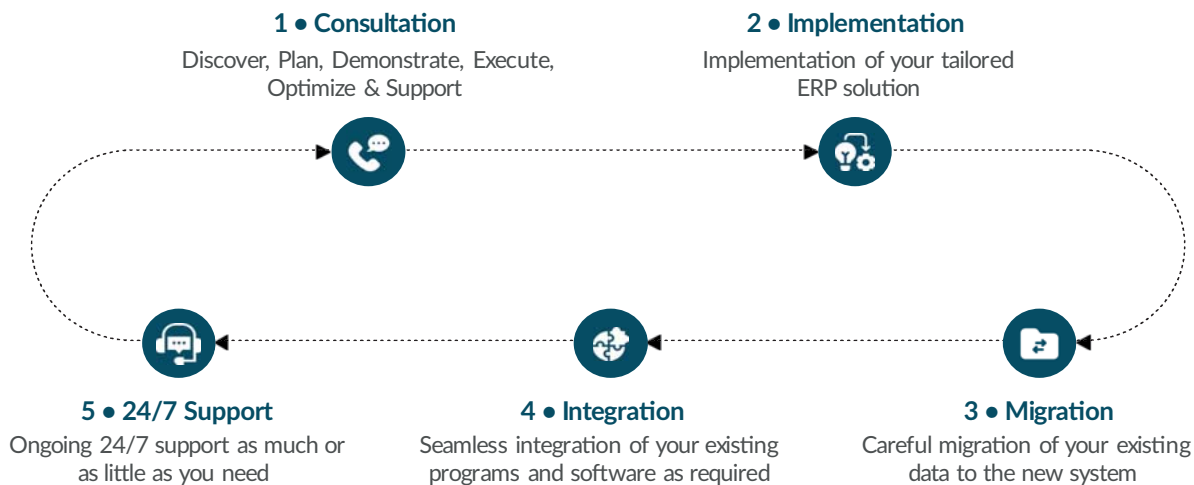 1 • Consultation
Discover, Plan, Demonstrate, Execute,
Optimize & Support
2 • Implementation
Implementation of your tailored
ERP solution
3 • Migration
Careful migration of your existing
data to the new system
4 • Integration
Seamless integration of your existing
programs and software as required
5 • 24/7 Support
Ongoing 24/7 support as much or
as little as you need